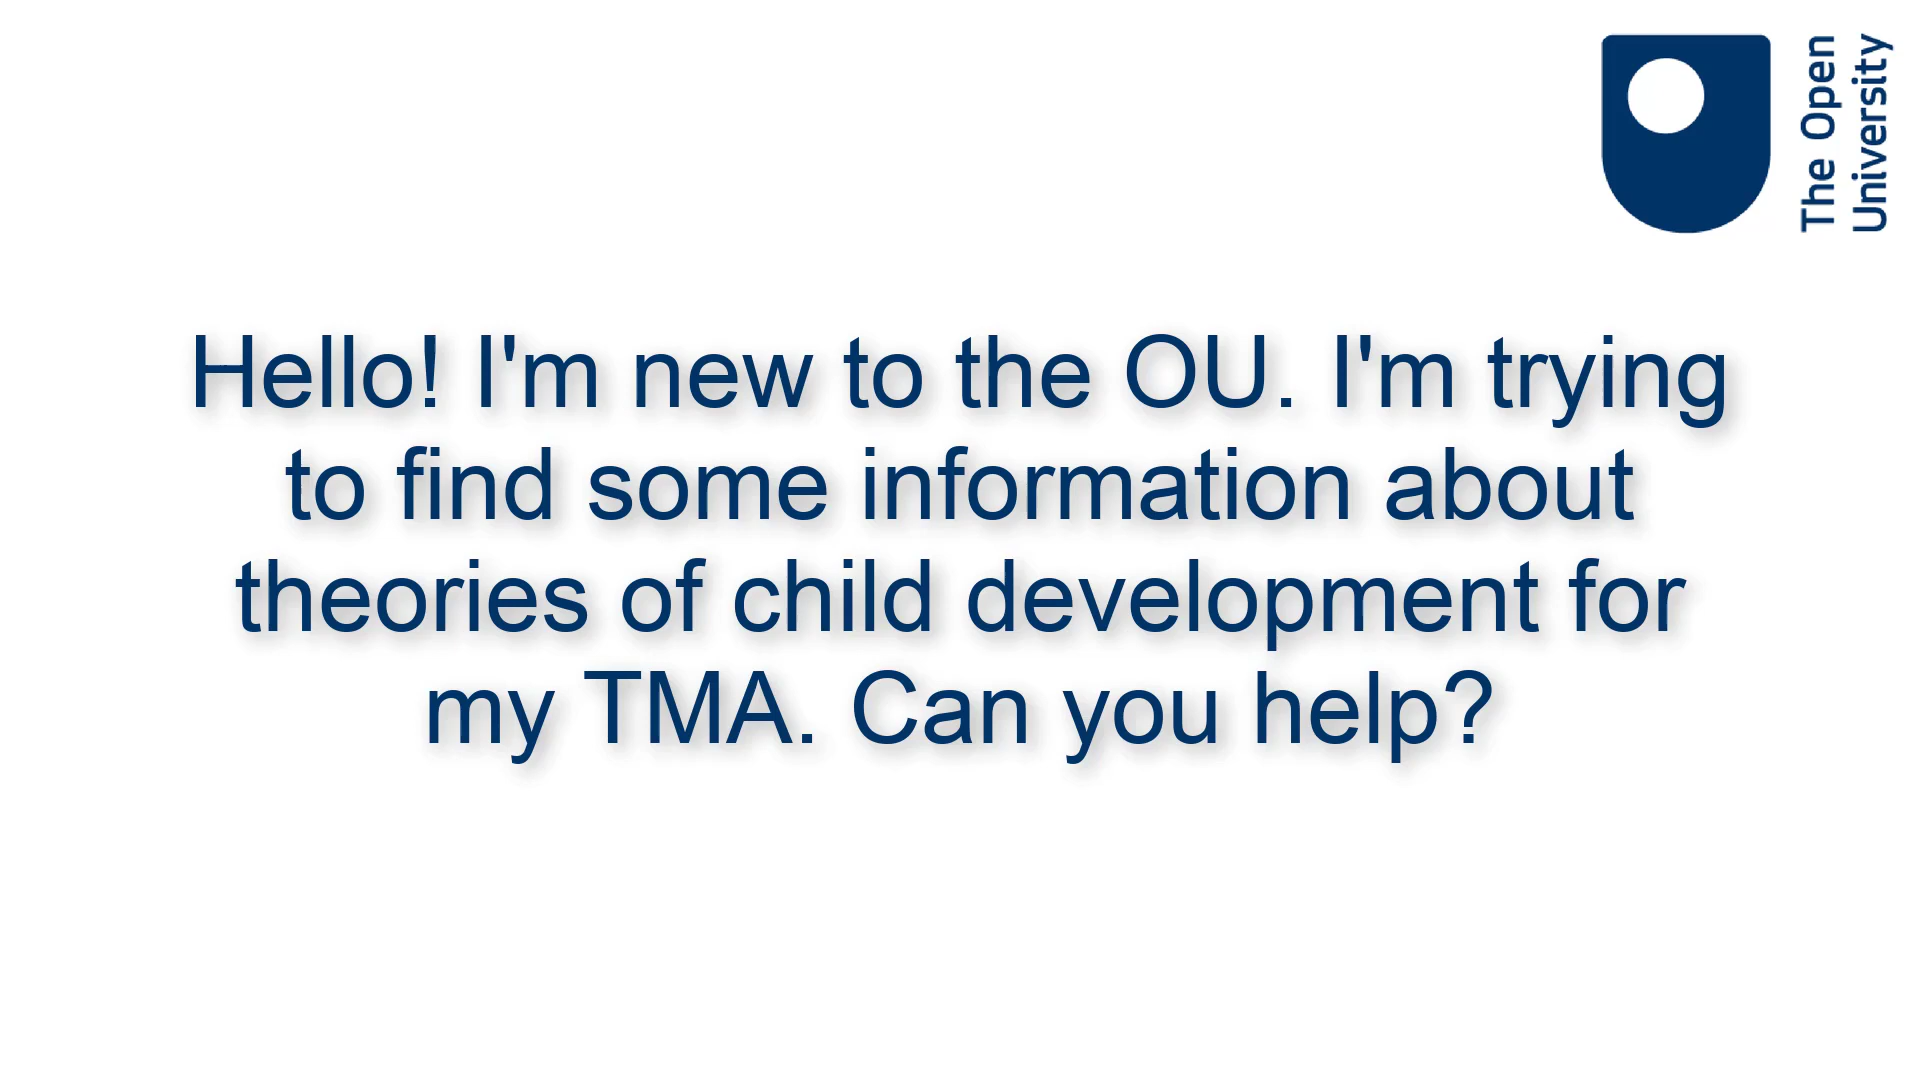 The Open
University
Hello! I'm new to the OU. I'm trying
to find some information about
theories of child development for
my TMA. Can you help?